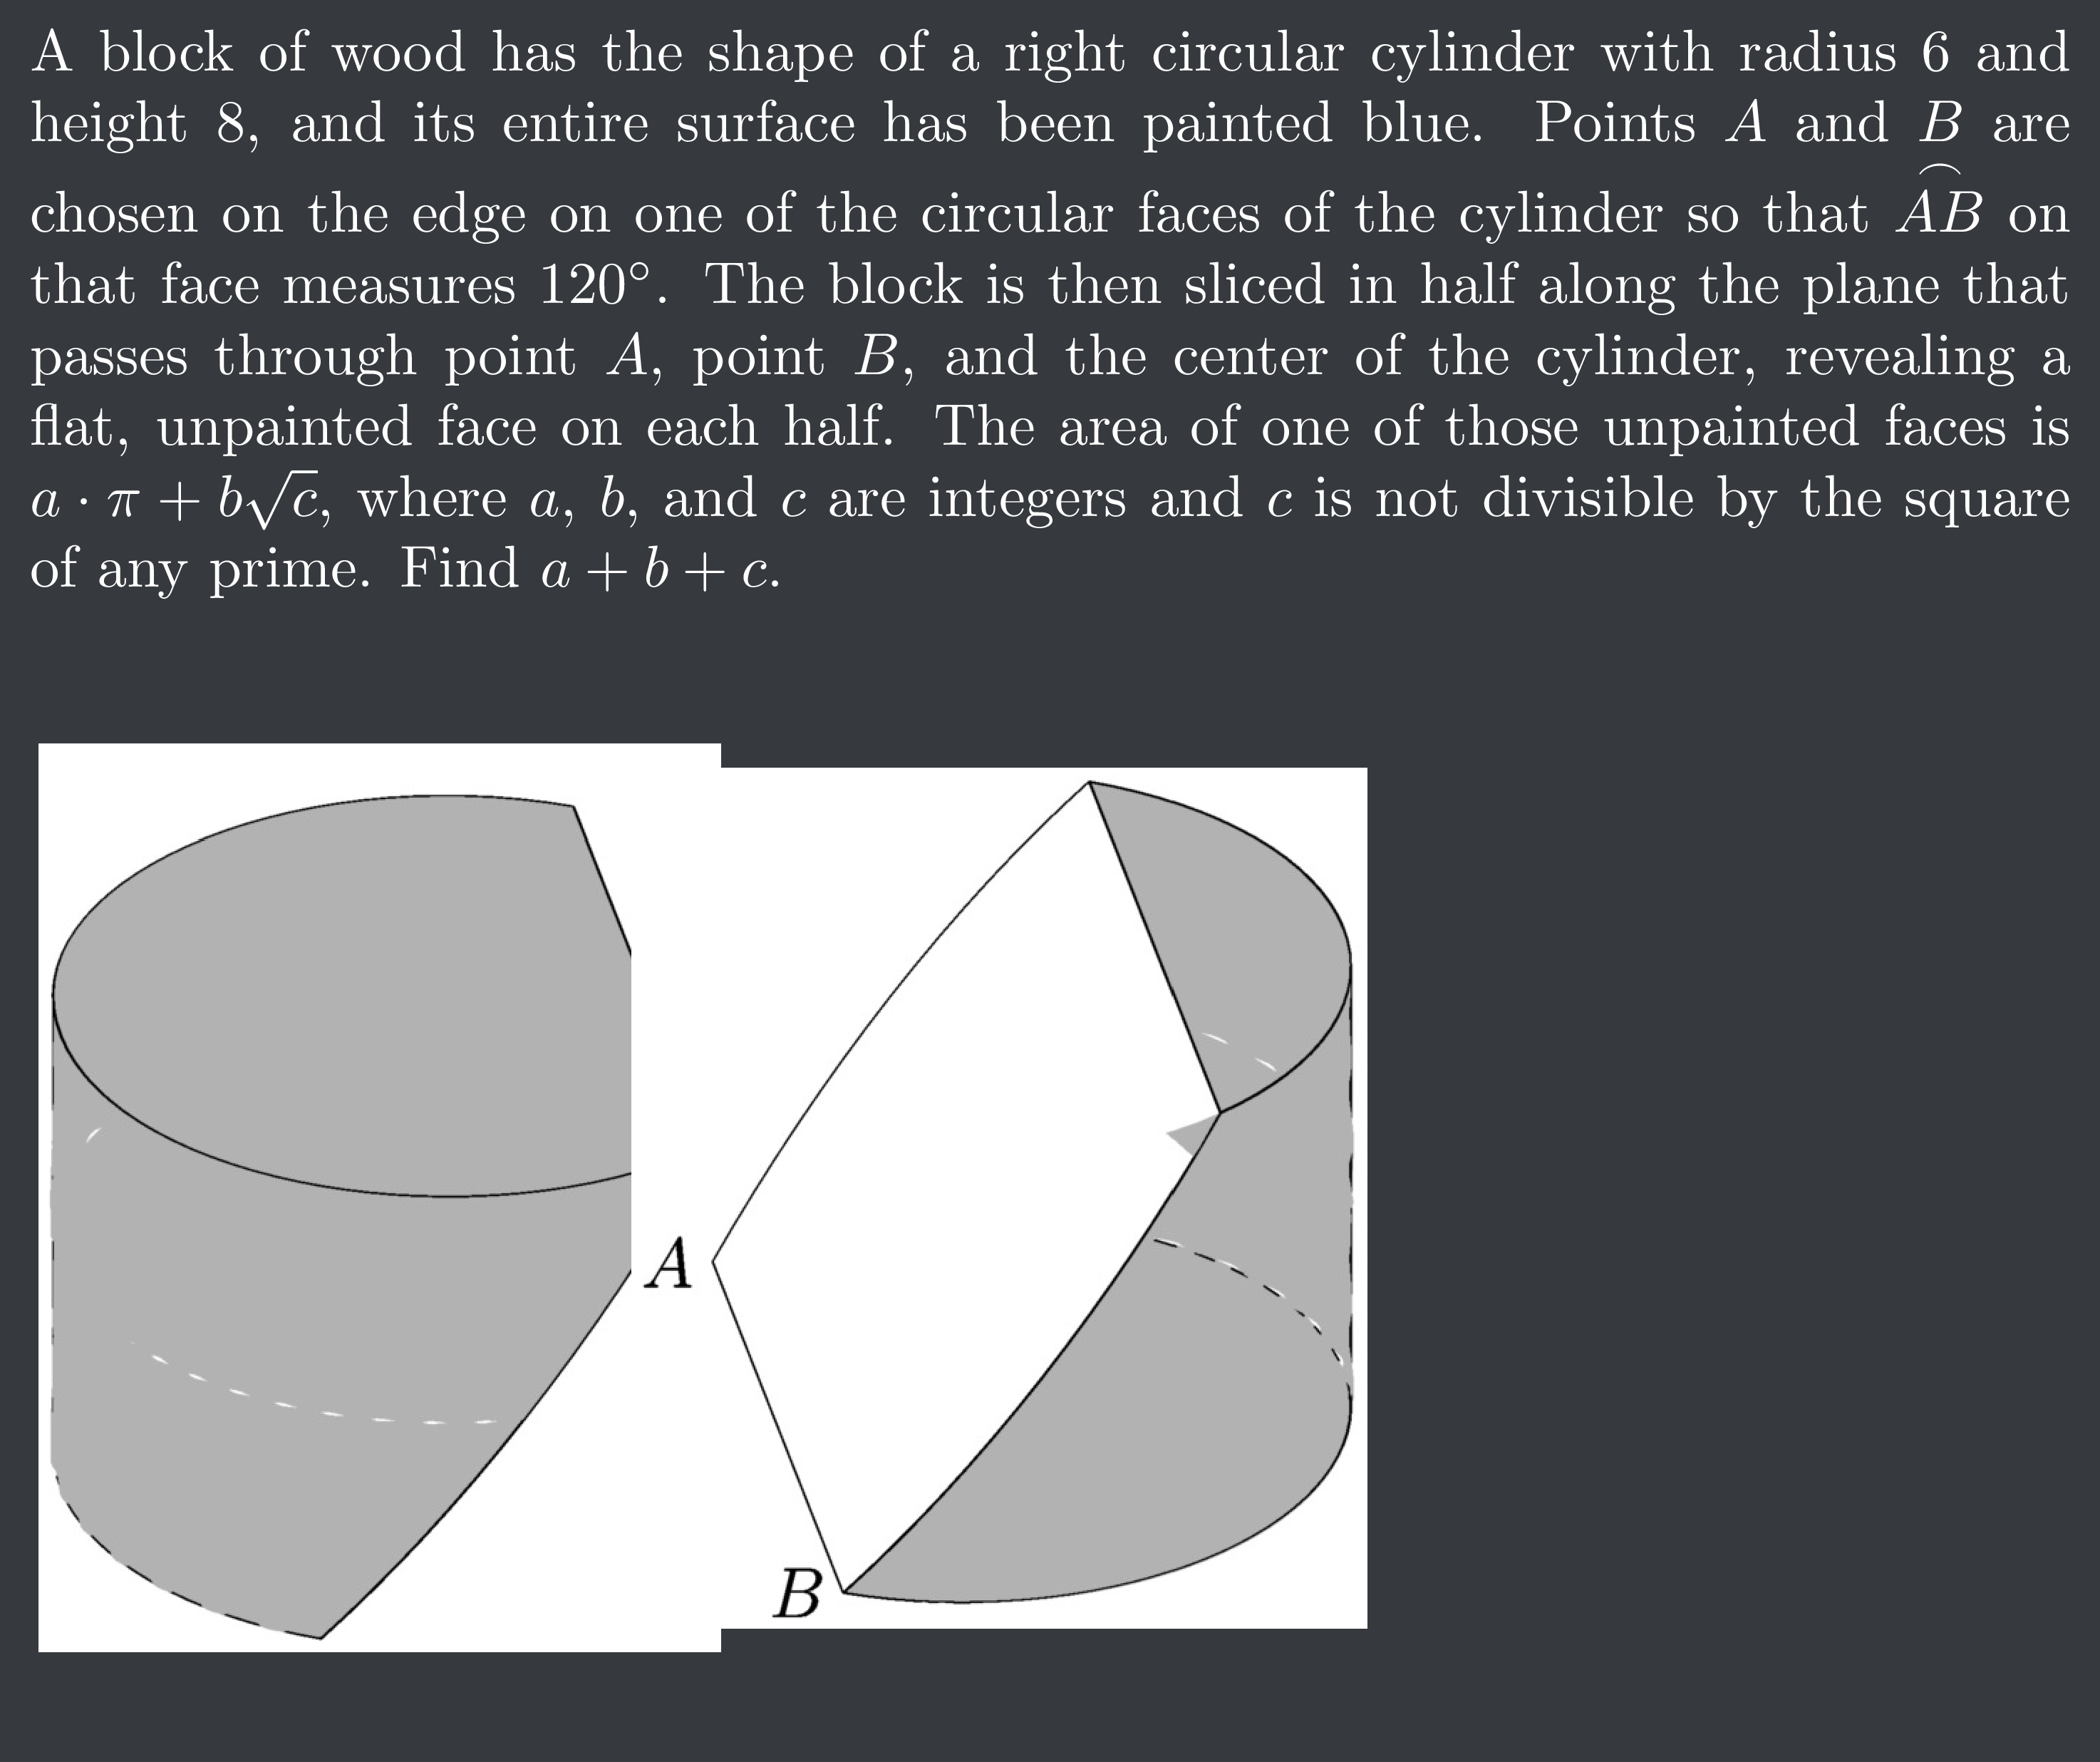 A block of wood has the shape of a right circular cylinder with radius 6 and
height 8, and its entire surface has been painted blue. Points A and B are
chosen on the edge on one of the circular faces of the cylinder so that \overset{\frown}{AB} on
that face measures 120°. The block is then sliced in half along the plane that
passes through point A, point B, and the center of the cylinder, revealing a
flat, unpainted face on each half. The area of one of those unpainted faces is
a · π + b√c, where a, b, and c are integers and c is not divisible by the square
of any prime. Find a + b + c.
A
B